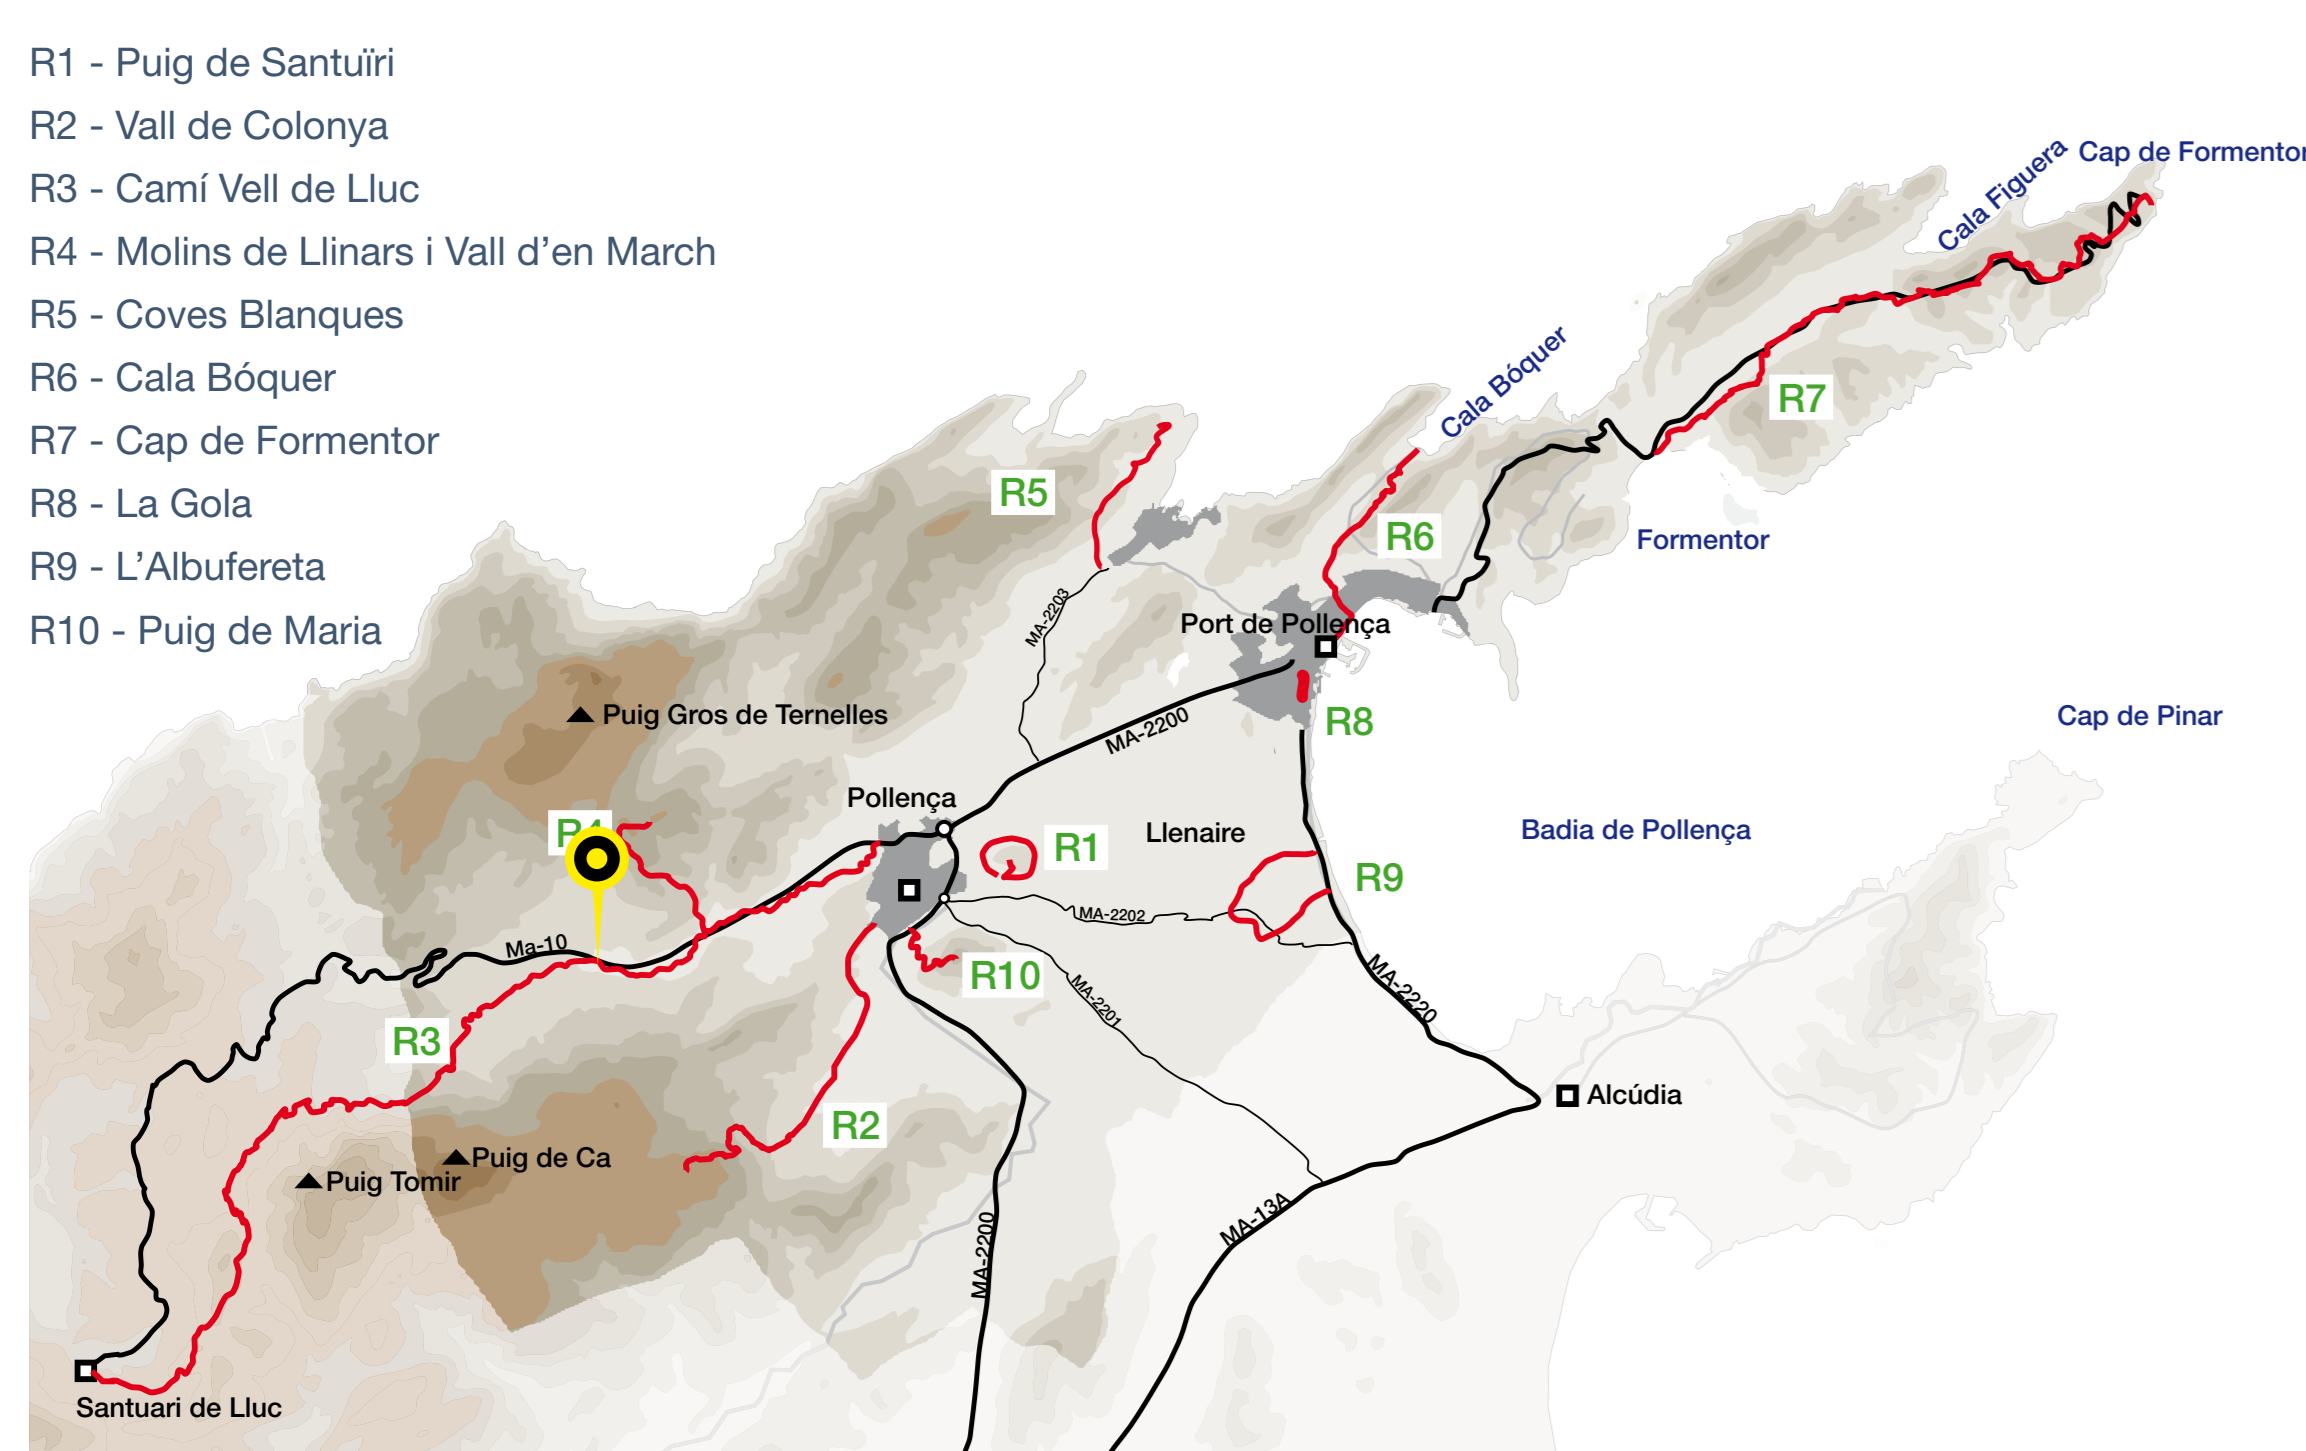 R1 - Puig de Santuïri
R2 - Vall de Colonya
R3 - Camí Vell de Lluc
R4 - Molins de Llinars i Vall d’en March
R5 - Coves Blanques
R6 - Cala Bóquer
R7 - Cap de Formentor
R8 - La Gola
R9 - L’Albufereta
R10 - Puig de Maria
Cap de Formentor
Cala Figuera
Cala Bóquer
R7
R5
R6
Formentor
MA-2203
Port de Pollença
Puig Gros de Ternelles
MA-2200
R8
Cap de Pinar
Pollença
R4
Llenaire
Badia de Pollença
R1
R9
MA-2202
Ma-10
R10
MA-2201
MA-2220
R3
Alcúdia
R2
Puig de Ca
Puig Tomir
MA-13A
MA-2200
Santuari de Lluc